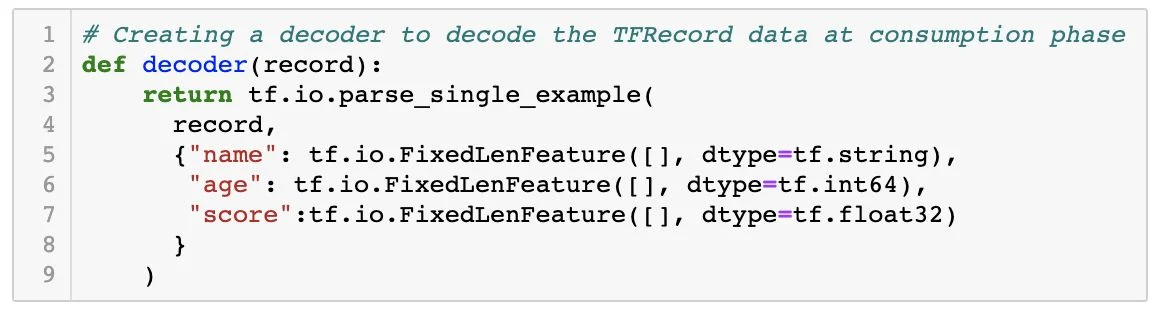 1 # Creating a decoder to decode the TFRecord data at consumption phase
2 def decoder(record):
3     return tf.io.parse_single_example(
4       record,
5       {"name": tf.io.FixedLenFeature([], dtype=tf.string),
6        "age": tf.io.FixedLenFeature([], dtype=tf.int64),
7        "score":tf.io.FixedLenFeature([], dtype=tf.float32)
8       }
9     )